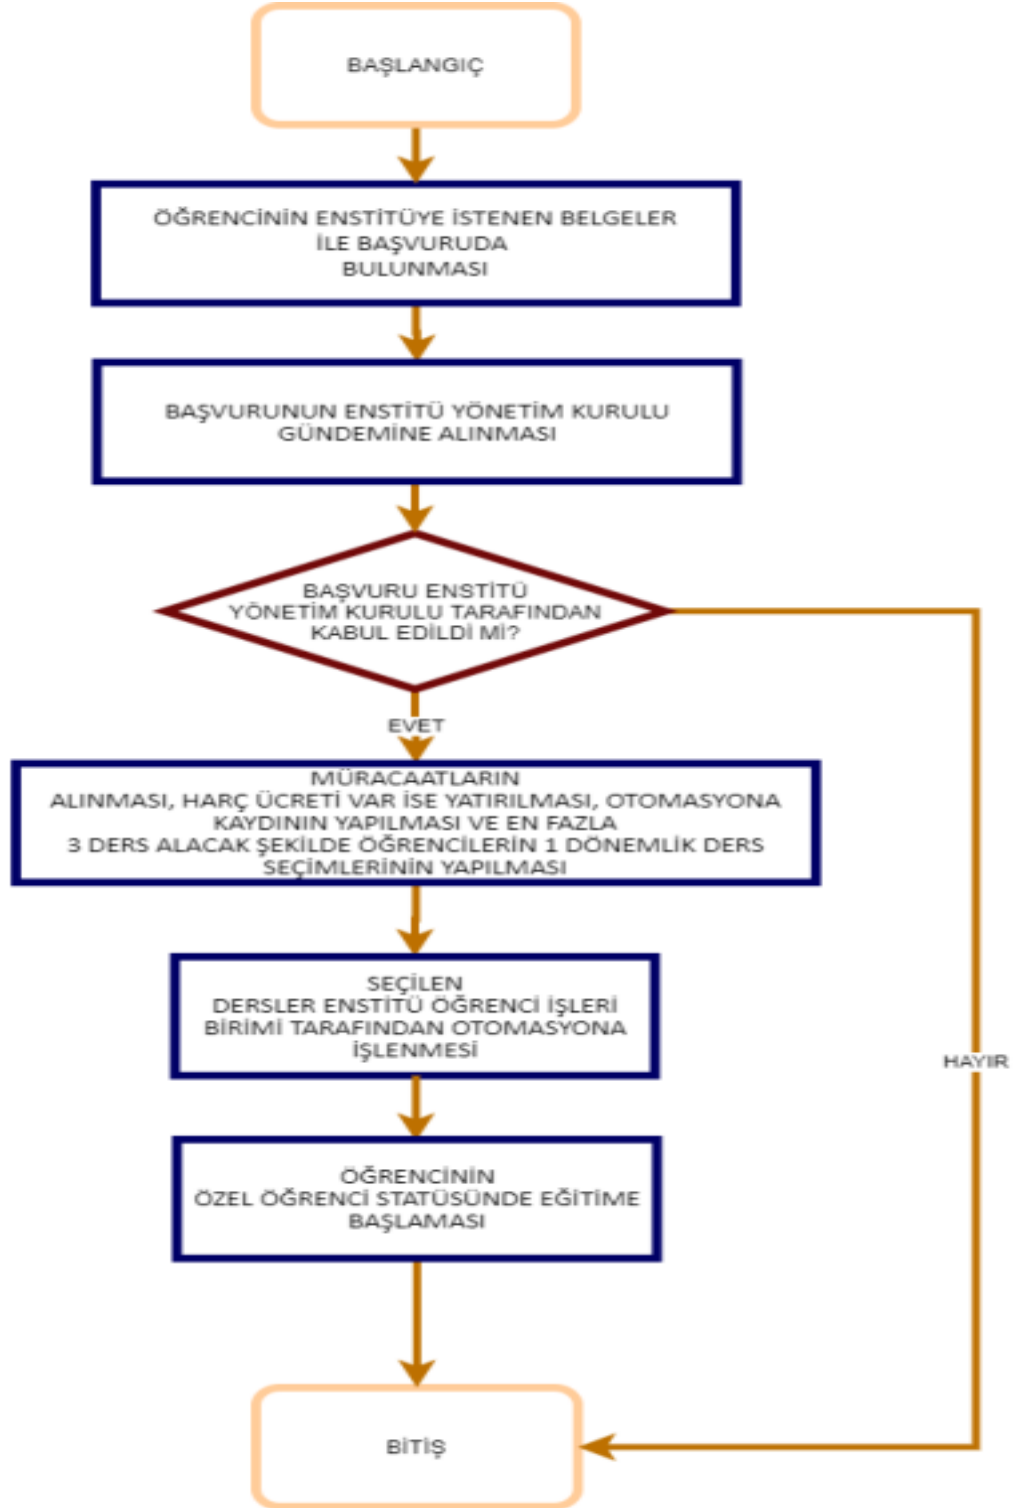 BAŞLANGIÇ
ÖĞRENCİNİN ENSTİTÜYE İSTENEN BELGELER
İLE BAŞVURUDA
BULUNMASI
BAŞVURUNUN ENSTİTÜ YÖNETİM KURULU
GÜNDEMİNE ALINMASI
BAŞVURU ENSTİTÜ
YÖNETİM KURULU TARAFINDAN
KABUL EDİLDİ Mİ?
EVET
MÜRACAATLARIN
ALINMASI, HARÇ ÜCRETİ VAR İSE YATIRILMASI, OTOMASYONA
KAYDININ YAPILMASI VE EN FAZLA
3 DERS ALACAK ŞEKİLDE ÖĞRENCİLERİN 1 DÖNEMLİK DERS
SEÇİMLERİNİN YAPILMASI
SEÇİLEN
DERSLER ENSTİTÜ ÖĞRENCİ İŞLERİ
BİRİMİ TARAFINDAN OTOMASYONA
İŞLENMESİ
HAYIR
ÖĞRENCİNİN
ÖZEL ÖĞRENCİ STATÜSÜNDE EĞİTİME
BAŞLAMASI
BİTİŞ